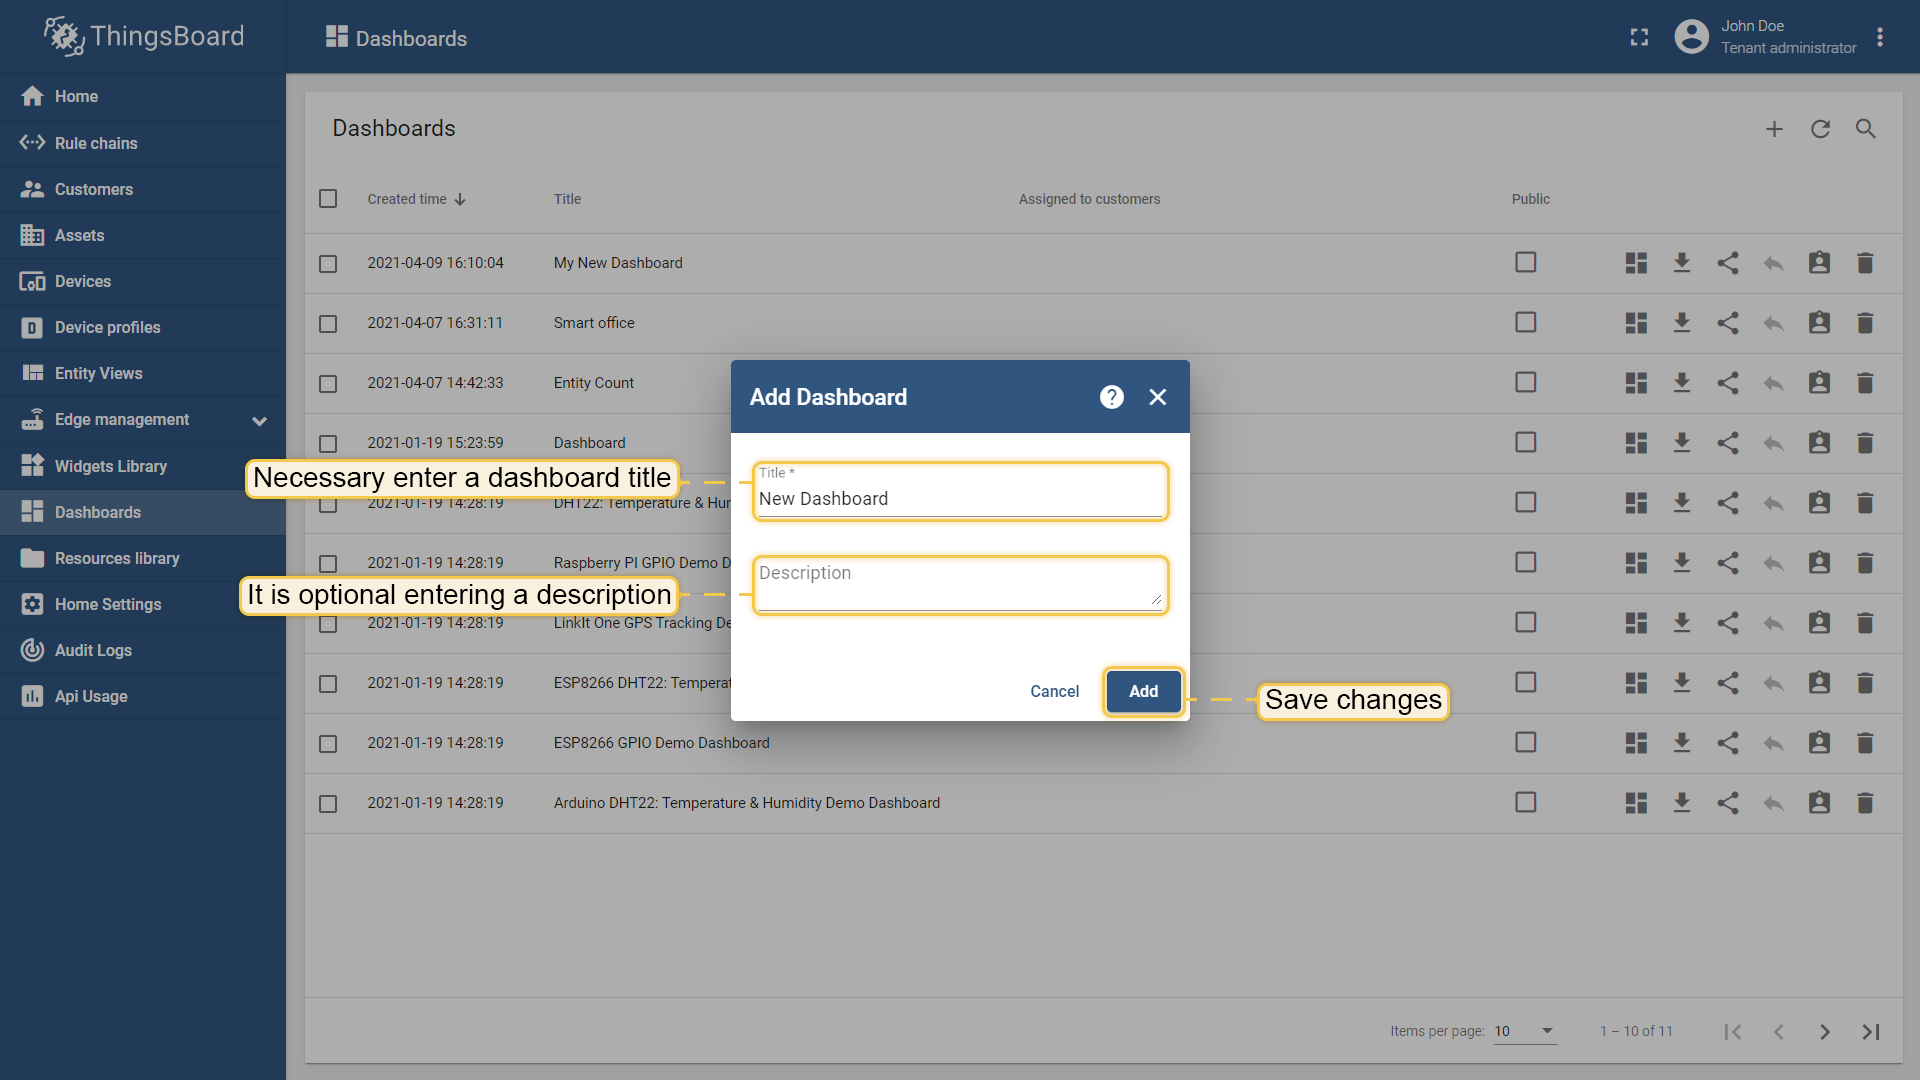 ThingsBoard
Dashboards
John Doe
Tenant administrator
Home
Rule chains
Customers
Assets
Devices
Device profiles
Entity Views
Edge management
Widgets Library
Dashboards
Resources library
Home Settings
Audit Logs
Api Usage
Dashboards
Created time Title Assigned to customers Public
2021-04-09 16:10:04 My New Dashboard
2021-04-07 16:31:11 Smart office
2021-04-07 14:42:33 Entity Count
2021-01-19 15:23:59 Dashboard
2021-01-19 14:28:19 DHT22: Temperature & Hu
2021-01-19 14:28:19 Raspberry PI GPIO Demo D
2021-01-19 14:28:19 LinkIt One GPS Tracking De
2021-01-19 14:28:19 ESP8266 DHT22: Tempera
2021-01-19 14:28:19 ESP8266 GPIO Demo Dashboard
2021-01-19 14:28:19 Arduino DHT22: Temperature & Humidity Demo Dashboard
Add Dashboard
Necessary enter a dashboard title
Title *
New Dashboard
It is optional entering a description
Description
Cancel
Add
Save changes
Items per page: 10 1 – 10 of 11